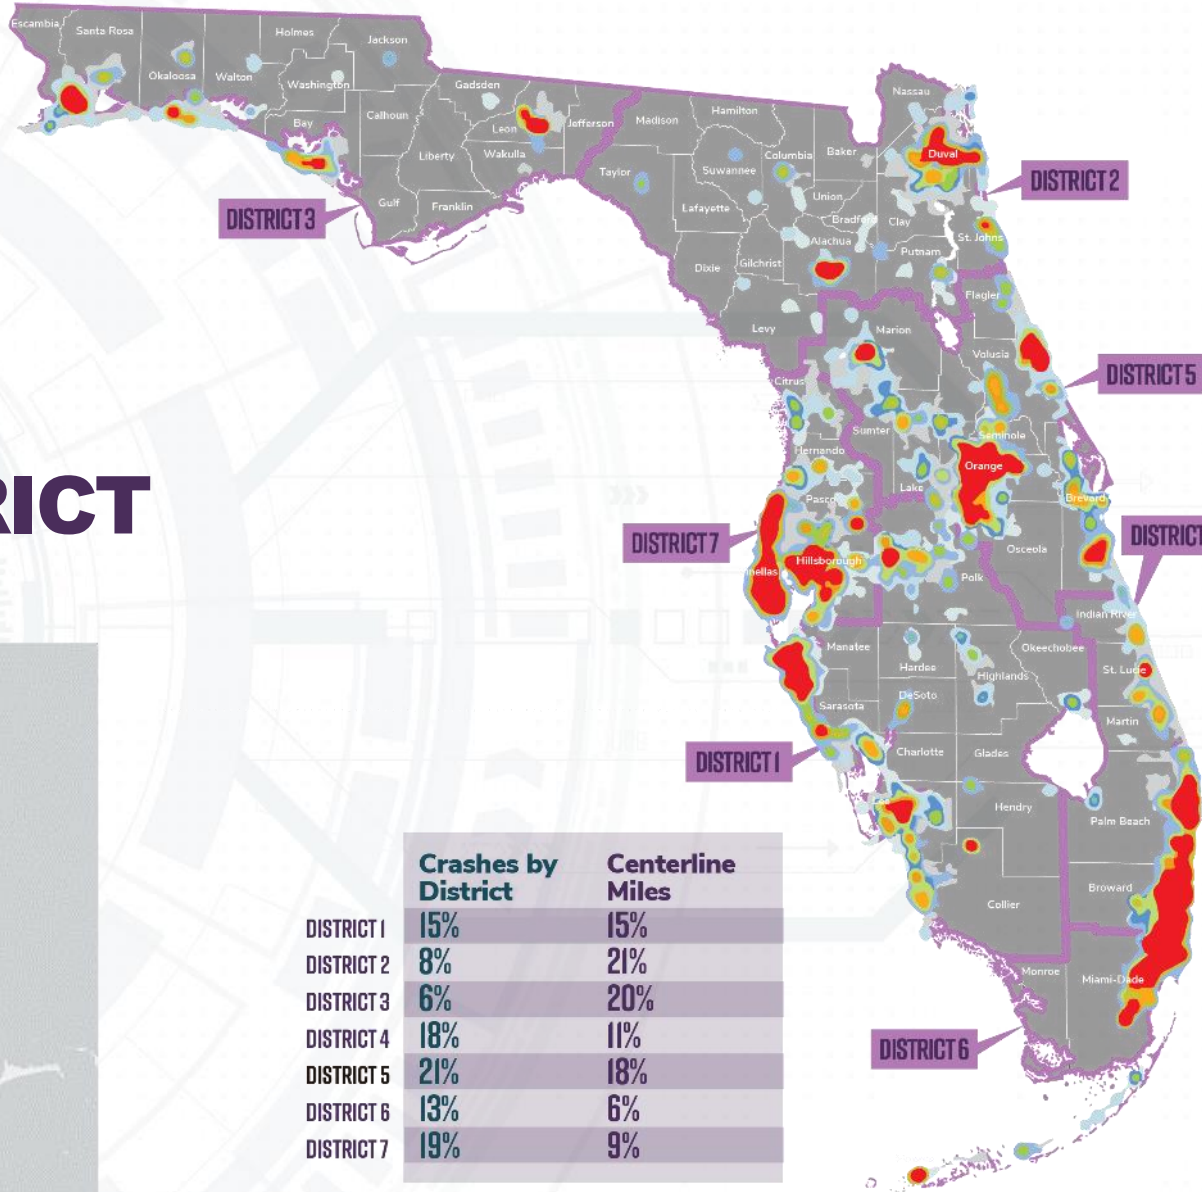 Escambia
Santa Rosa
Okaloosa
Walton
Holmes
Washington
Jackson
Bay
Calhoun
Gulf
Liberty
Franklin
Gadsden
Leon
Wakulla
Jefferson
Madison
Taylor
Hamilton
Suwannee
Lafayette
Dixie
Columbia
Gilchrist
Levy
Baker
Union
Bradford
Alachua
Nassau
Duval
Clay
Putnam
St. Johns
Flagler
DISTRICT 3
DISTRICT 2
Marion
Volusia
Citrus
Sumter
Hernando
Pasco
Lake
Seminole
Orange
Brevard
Osceola
DISTRICT 5
RICT
DISTRICT 7
DISTRICT
nellas
Hillsborough
Polk
Indian River
Manatee
Hardee
Highlands
Okeechobee
St. Lucie
Sarasota
DeSoto
Martin
Charlotte
Glades
DISTRICT 1
Hendry
Palm Beach
Collier
Broward
Monroe
Miami-Dade
DISTRICT 6
Crashes by District Centerline Miles
DISTRICT 1 15% 15%
DISTRICT 2 8% 21%
DISTRICT 3 6% 20%
DISTRICT 4 18% 11%
DISTRICT 5 21% 18%
DISTRICT 6 13% 6%
DISTRICT 7 19% 9%